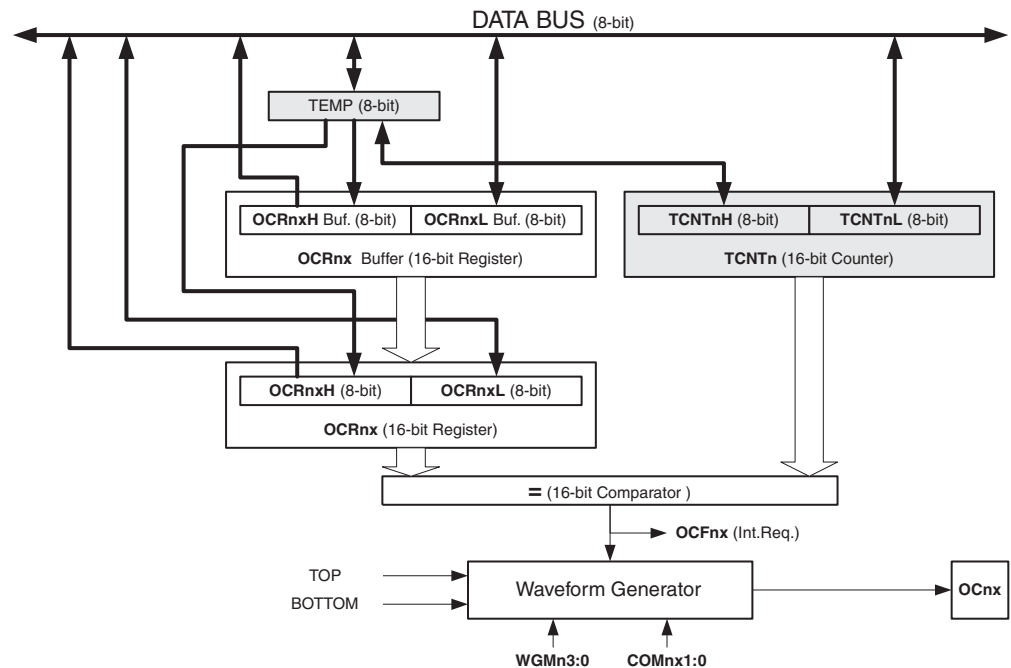 DATA BUS (8-bit)
TEMP (8-bit)
OCRnxH Buf. (8-bit) OCRnxL Buf. (8-bit)
OCRnx Buffer (16-bit Register)
TCNTnH (8-bit) TCNTnL (8-bit)
TCNTn (16-bit Counter)
OCRnxH (8-bit) OCRnxL (8-bit)
OCRnx (16-bit Register)
= (16-bit Comparator )
OCFnx (Int.Req.)
TOP
BOTTOM
Waveform Generator
OCnx
WGMn3:0 COMnx1:0